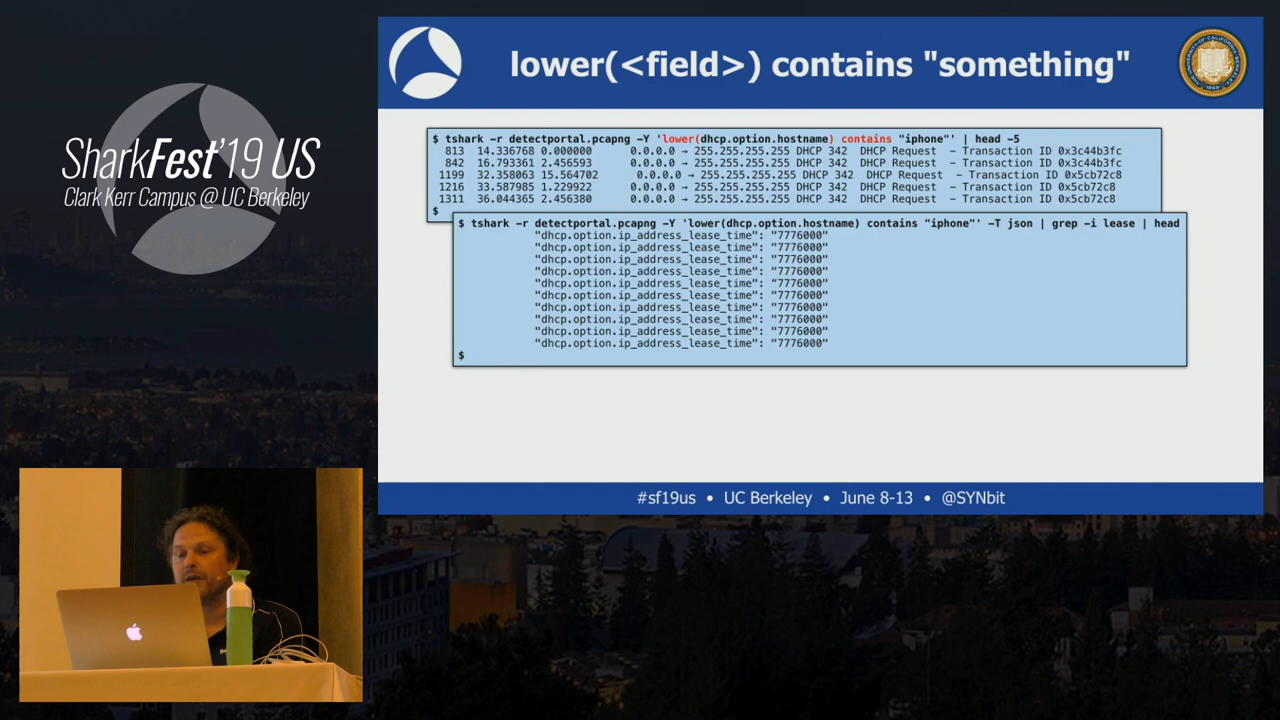 SharkFest'19 US
Clark Kerr Campus @ UC Berkeley
lower(<field>) contains "something"
$ tshark -r detectportal.pcapng -Y 'lower(dhcp.option.hostname) contains "iphone"' | head -5
813 14.336768 0.000000 0.0.0.0 → 255.255.255.255 DHCP 342 DHCP Request - Transaction ID 0x3c44b3fc
842 16.793361 2.456593 0.0.0.0 → 255.255.255.255 DHCP 342 DHCP Request - Transaction ID 0x3c44b3fc
1199 32.358063 15.564702 0.0.0.0 → 255.255.255.255 DHCP 342 DHCP Request - Transaction ID 0x5cb72c8
1216 33.587985 1.229922 0.0.0.0 → 255.255.255.255 DHCP 342 DHCP Request - Transaction ID 0x5cb72c8
1311 36.044365 2.456380 0.0.0.0 → 255.255.255.255 DHCP 342 DHCP Request - Transaction ID 0x5cb72c8
$
$ tshark -r detectportal.pcapng -Y 'lower(dhcp.option.hostname) contains "iphone"' -T json | grep -i lease | head
"dhcp.option.ip_address_lease_time": "7776000"
"dhcp.option.ip_address_lease_time": "7776000"
"dhcp.option.ip_address_lease_time": "7776000"
"dhcp.option.ip_address_lease_time": "7776000"
"dhcp.option.ip_address_lease_time": "7776000"
"dhcp.option.ip_address_lease_time": "7776000"
"dhcp.option.ip_address_lease_time": "7776000"
"dhcp.option.ip_address_lease_time": "7776000"
"dhcp.option.ip_address_lease_time": "7776000"
"dhcp.option.ip_address_lease_time": "7776000"
$
#sf19us • UC Berkeley • June 8-13 • @SYNbit